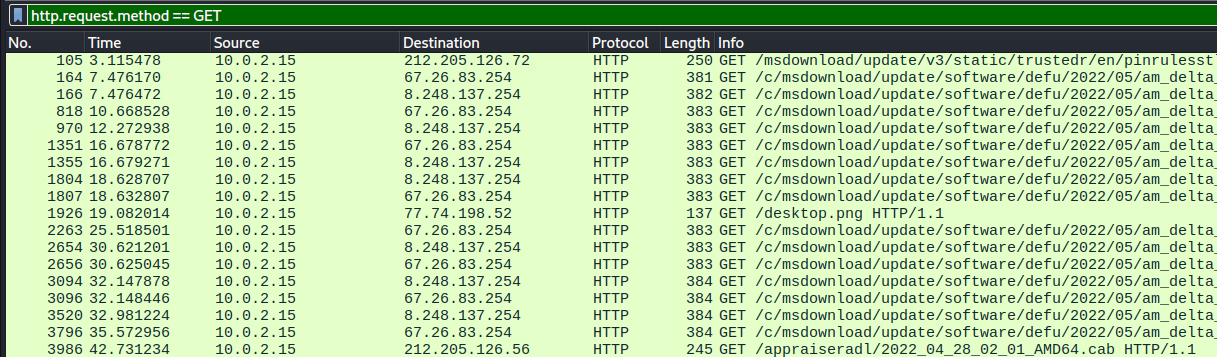 http.request.method == GET
No. Time Source Destination Protocol Length Info
105 3.115478 10.0.2.15 212.205.126.72 HTTP 250 GET /msdownload/update/v3/static/trustedr/en/pinrulesstl
164 7.476170 10.0.2.15 67.26.83.254 HTTP 381 GET /c/msdownload/update/software/defu/2022/05/am_delta_
166 7.476472 10.0.2.15 8.248.137.254 HTTP 382 GET /c/msdownload/update/software/defu/2022/05/am_delta_
818 10.668528 10.0.2.15 67.26.83.254 HTTP 383 GET /c/msdownload/update/software/defu/2022/05/am_delta_
970 12.272938 10.0.2.15 8.248.137.254 HTTP 383 GET /c/msdownload/update/software/defu/2022/05/am_delta_
1351 16.678772 10.0.2.15 67.26.83.254 HTTP 383 GET /c/msdownload/update/software/defu/2022/05/am_delta_
1355 16.679271 10.0.2.15 8.248.137.254 HTTP 383 GET /c/msdownload/update/software/defu/2022/05/am_delta_
1804 18.628707 10.0.2.15 8.248.137.254 HTTP 383 GET /c/msdownload/update/software/defu/2022/05/am_delta_
1807 18.632807 10.0.2.15 67.26.83.254 HTTP 383 GET /c/msdownload/update/software/defu/2022/05/am_delta_
1926 19.082014 10.0.2.15 77.74.198.52 HTTP 137 GET /desktop.png HTTP/1.1
2263 25.518501 10.0.2.15 67.26.83.254 HTTP 383 GET /c/msdownload/update/software/defu/2022/05/am_delta_
2654 30.621201 10.0.2.15 8.248.137.254 HTTP 383 GET /c/msdownload/update/software/defu/2022/05/am_delta_
2656 30.625045 10.0.2.15 67.26.83.254 HTTP 383 GET /c/msdownload/update/software/defu/2022/05/am_delta_
3094 32.147878 10.0.2.15 8.248.137.254 HTTP 384 GET /c/msdownload/update/software/defu/2022/05/am_delta_
3096 32.148446 10.0.2.15 67.26.83.254 HTTP 384 GET /c/msdownload/update/software/defu/2022/05/am_delta_
3520 32.981224 10.0.2.15 8.248.137.254 HTTP 384 GET /c/msdownload/update/software/defu/2022/05/am_delta_
3796 35.572956 10.0.2.15 67.26.83.254 HTTP 384 GET /c/msdownload/update/software/defu/2022/05/am_delta_
3986 42.731234 10.0.2.15 212.205.126.56 HTTP 245 GET /appraiseradl/2022_04_28_02_01_AMD64.cab HTTP/1.1